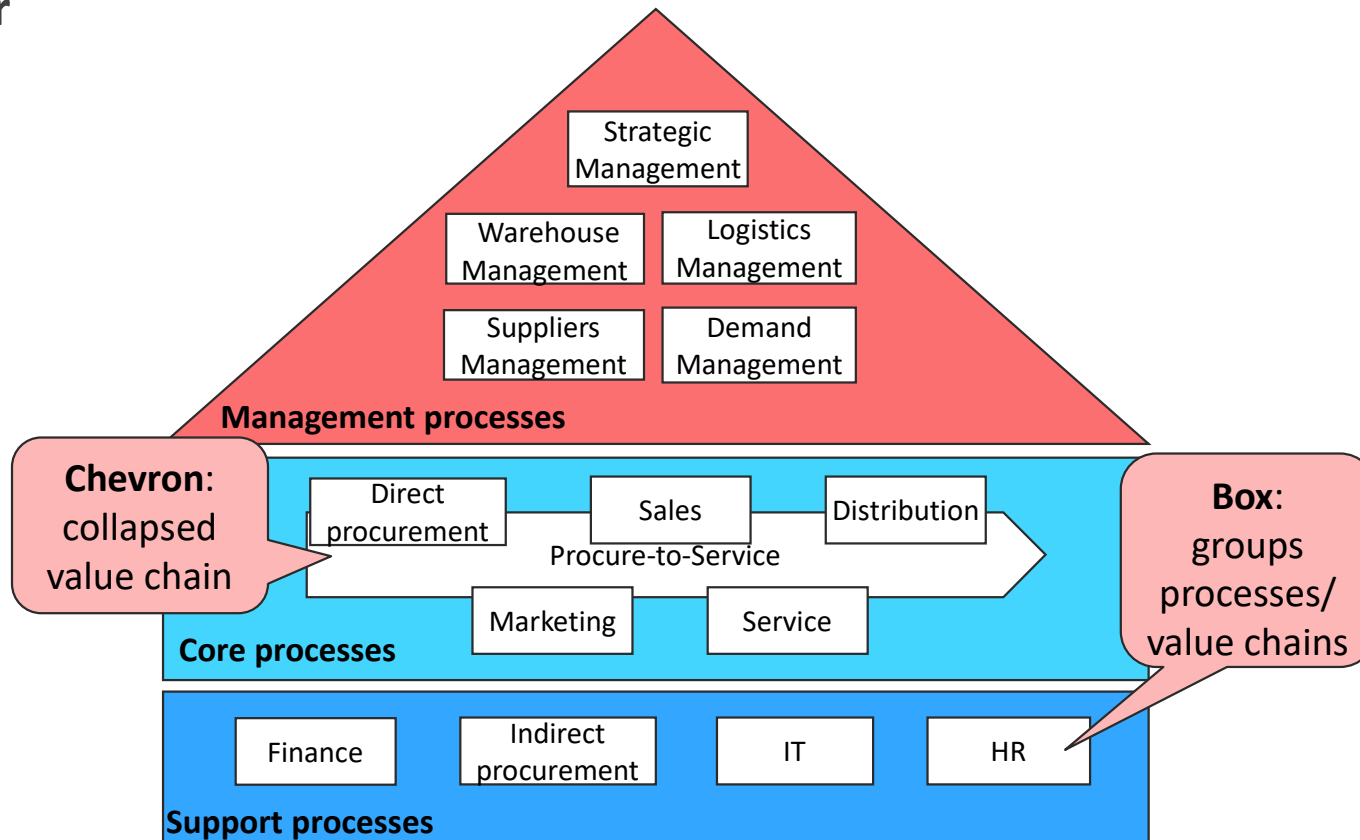 r
Strategic
Management
Warehouse
Management
Logistics
Management
Suppliers
Management
Demand
Management
Management processes
Chevron:
collapsed
value chain
Direct
procurement
Sales
Distribution
Procure-to-Service
Marketing
Service
Core processes
Box:
groups
processes/
value chains
Finance
Indirect
procurement
IT
HR
Support processes